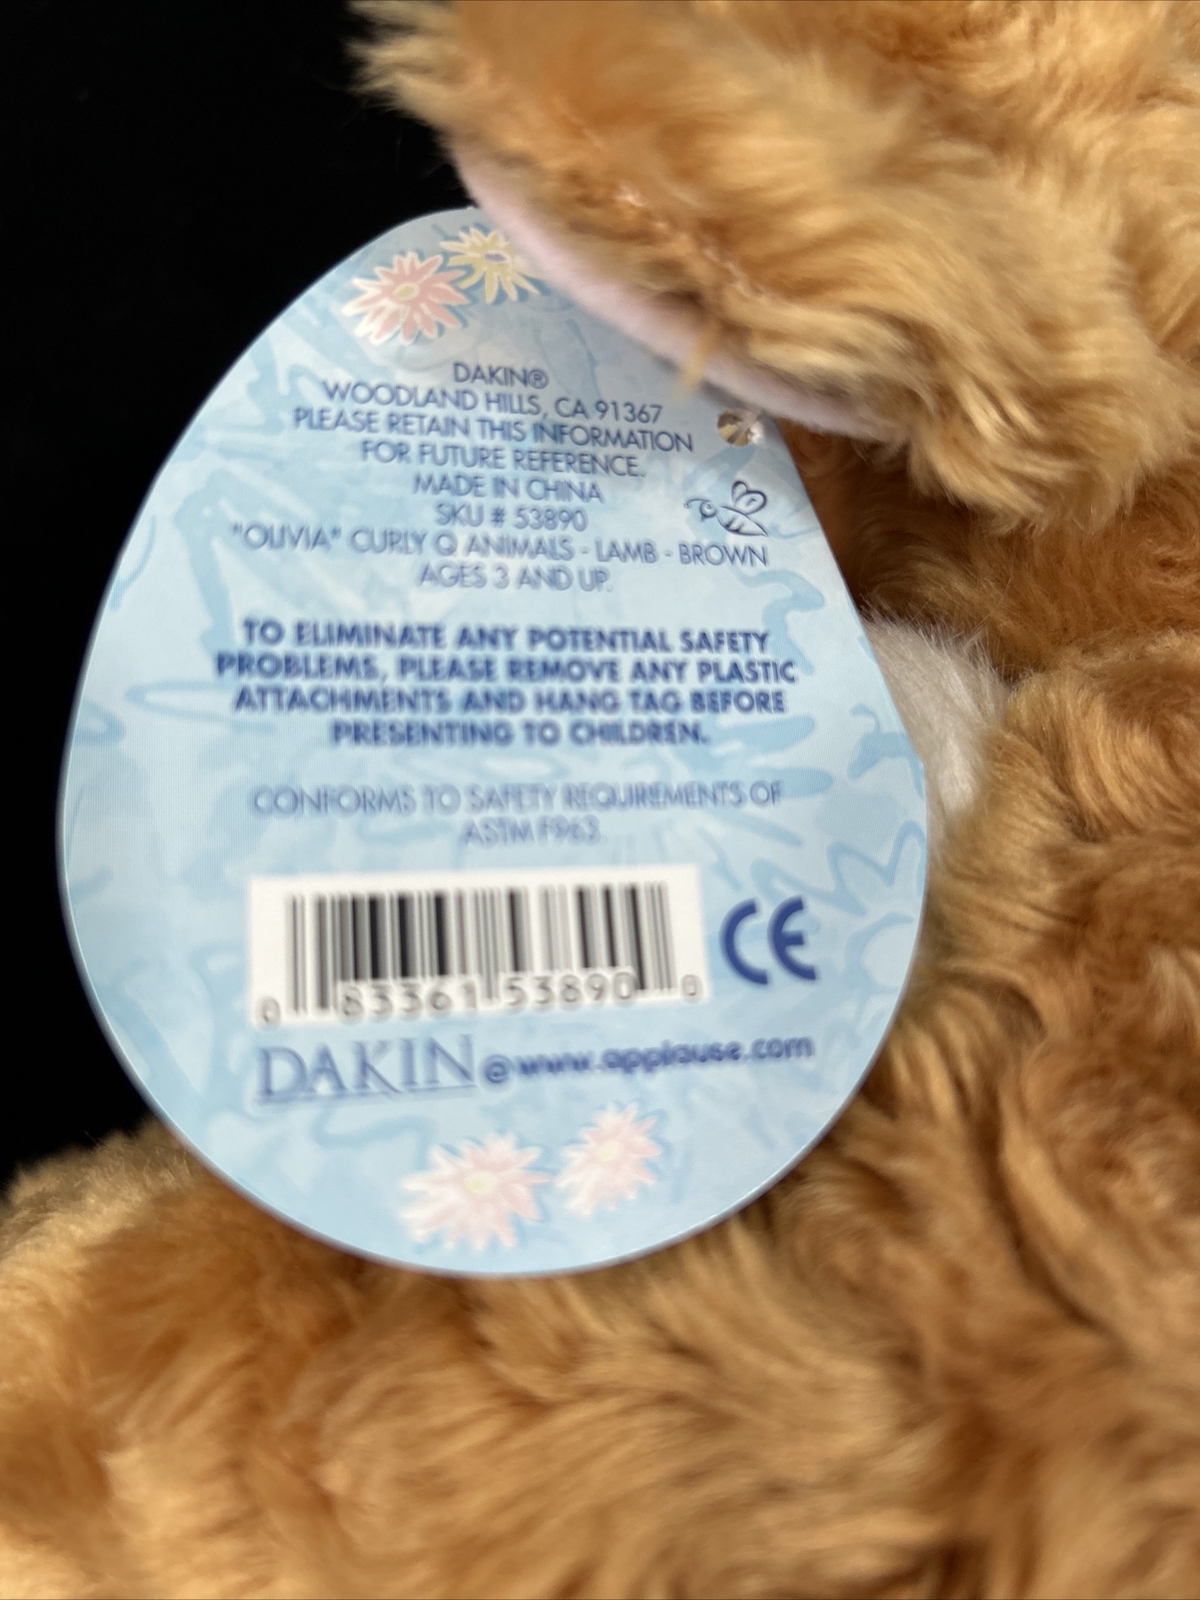 DAKIN®
WOODLAND HILLS, CA 91367
PLEASE RETAIN THIS INFORMATION
FOR FUTURE REFERENCE.
MADE IN CHINA
SKU # 53890
"OLIVIA" CURLY Q ANIMALS - LAMB - BROWN
AGES 3 AND UP.
TO ELIMINATE ANY POTENTIAL SAFETY
PROBLEMS, PLEASE REMOVE ANY PLASTIC
ATTACHMENTS AND HANG TAG BEFORE
PRESENTING TO CHILDREN.
CONFORMS TO SAFETY REQUIREMENTS OF
ASTM F963.
CE
0 83361 53890 0
DAKIN @ www.applause.com